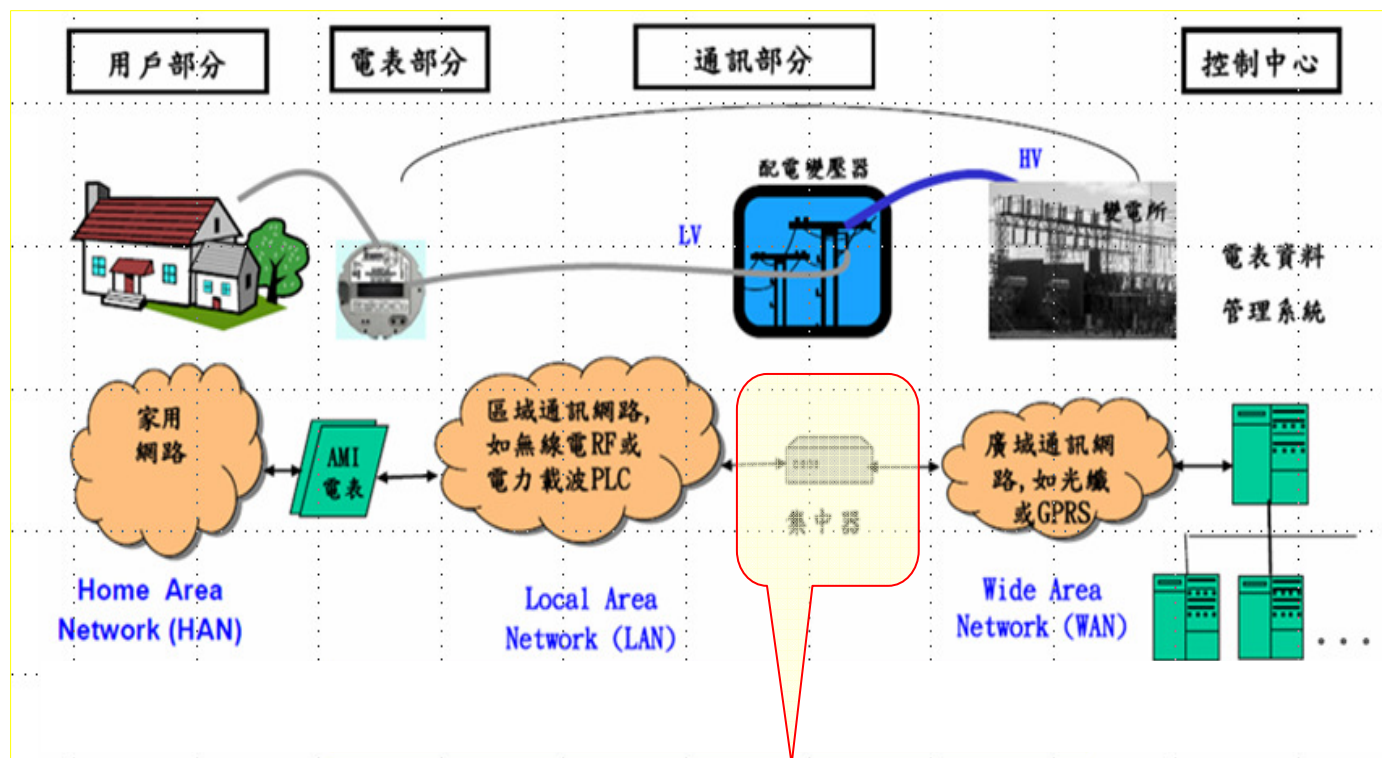 用戶部分
電表部分
通訊部分
控制中心
配電變壓器
HV
LV
變電所
電表資料
管理系統
家用
網路
AMI
電表
區域通訊網路,
如無線電RF或
電力載波PLC
集中器
廣域通訊網
路,如光纖
或GPRS
Home Area
Network (HAN)
Local Area
Network (LAN)
Wide Area
Network (WAN)
...